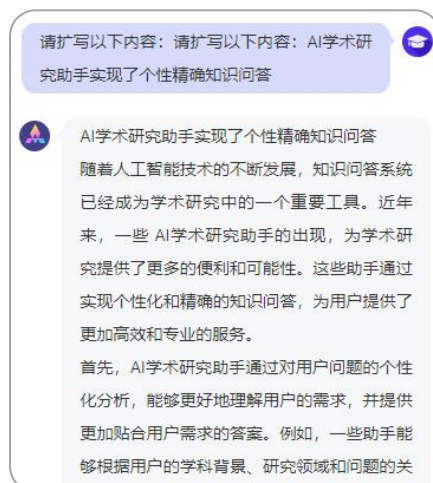 请扩写以下内容：请扩写以下内容：AI学术研
究助手实现了个性精确知识问答
AI学术研究助手实现了个性精确知识问答
随着人工智能技术的不断发展，知识问答系统
已经成为学术研究中的一个重要工具。近年
来，一些 AI学术研究助手的出现，为学术研
究提供了更多的便利和可能性。这些助手通过
实现个性化和精确的知识问答，为用户提供了
更加高效和专业的服务。
首先，AI学术研究助手通过对用户问题的个性
化分析，能够更好地理解用户的需求，并提供
更加贴合用户需求的答案。例如，一些助手能
够根据用户的学科背景、研究领域和问题的关